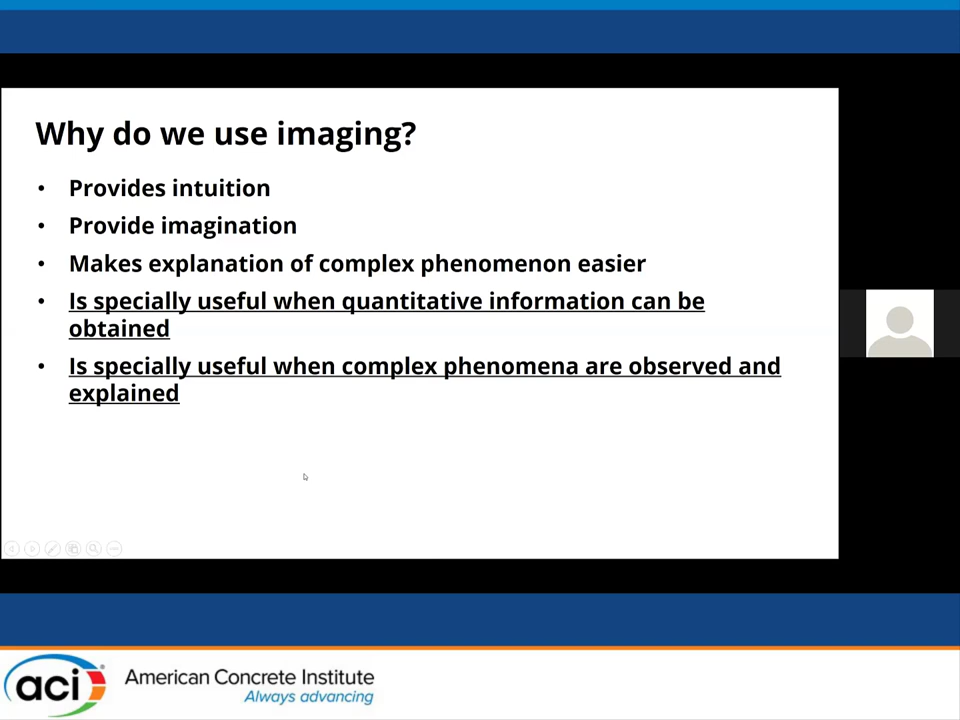 Why do we use imaging?
• Provides intuition
• Provide imagination
• Makes explanation of complex phenomenon easier
• Is specially useful when quantitative information can be
obtained
• Is specially useful when complex phenomena are observed and
explained
aci
American Concrete Institute
Always advancing